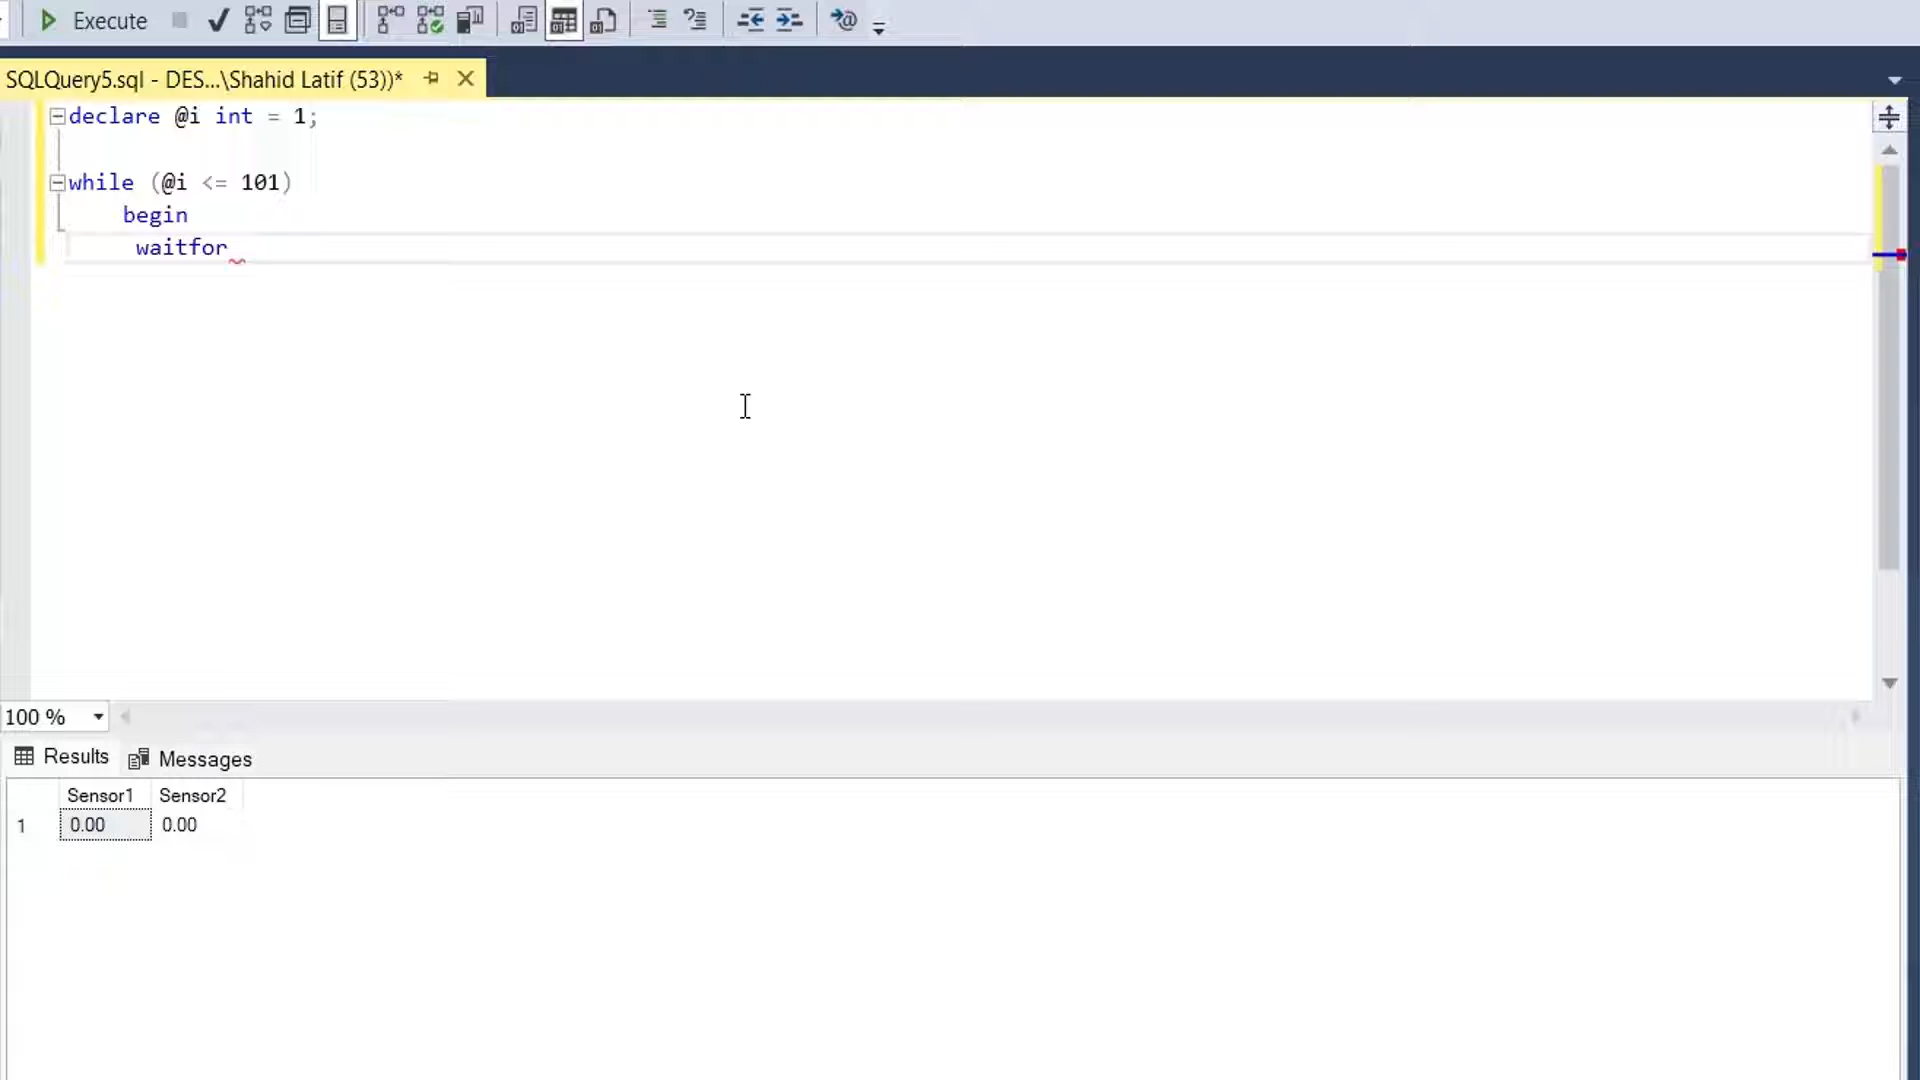 Execute
SQLQuery5.sql - DES...\Shahid Latif (53))*
declare @i int = 1;
while (@i <= 101)
begin
waitfor
100 %
Results Messages
Sensor1 Sensor2
1 0.00 0.00